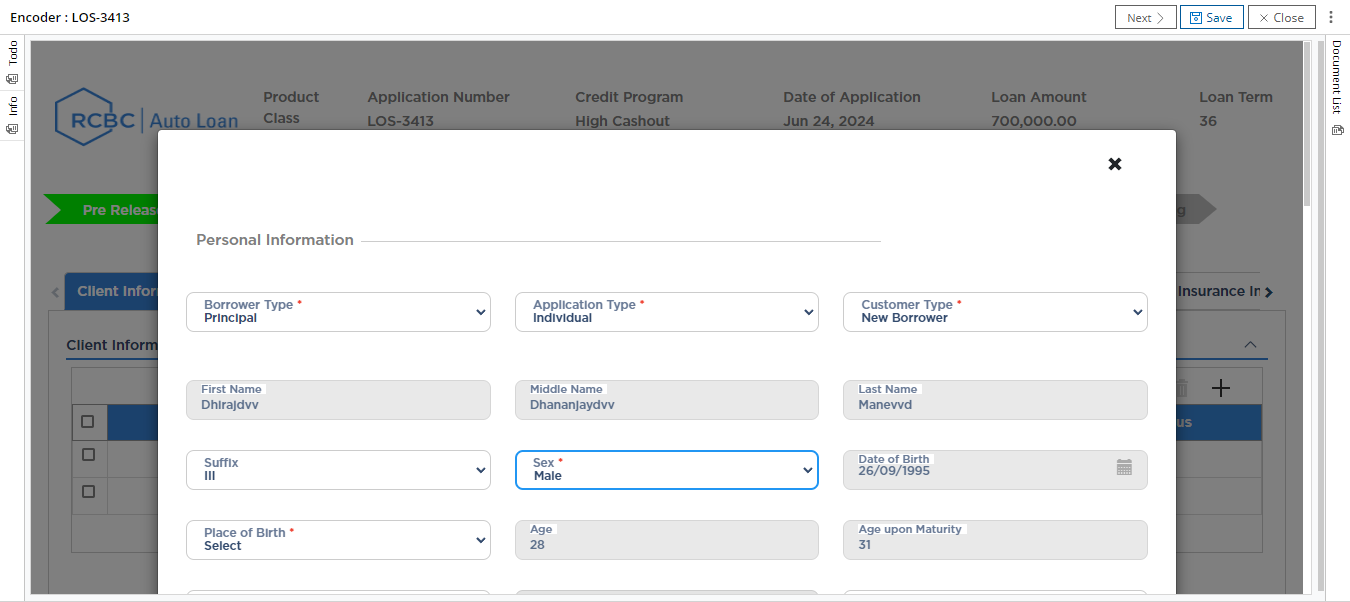 Encoder : LOS-3413
Next
Save
Close
Todo
Info
Document List
RCBC Auto Loan
Product Class
Application Number
LOS-3413
Credit Program
High Cashout
Date of Application
Jun 24, 2024
Loan Amount
700,000.00
Loan Term
36
Pre Releas
g
Client Infor
Insurance In
Client Inform
us
Personal Information
Borrower Type *
Principal
Application Type *
Individual
Customer Type *
New Borrower
First Name
Dhirajdvv
Middle Name
Dhananjaydvv
Last Name
Manevvd
Suffix
III
Sex *
Male
Date of Birth
26/09/1995
Place of Birth *
Select
Age
28
Age upon Maturity
31